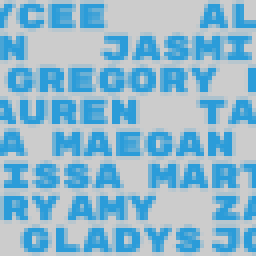 YCEE AL
N JASMI
GREGORY
AUREN TA
A MAEGAN
ISSA MART
RY AMY ZA
GLADYS JO